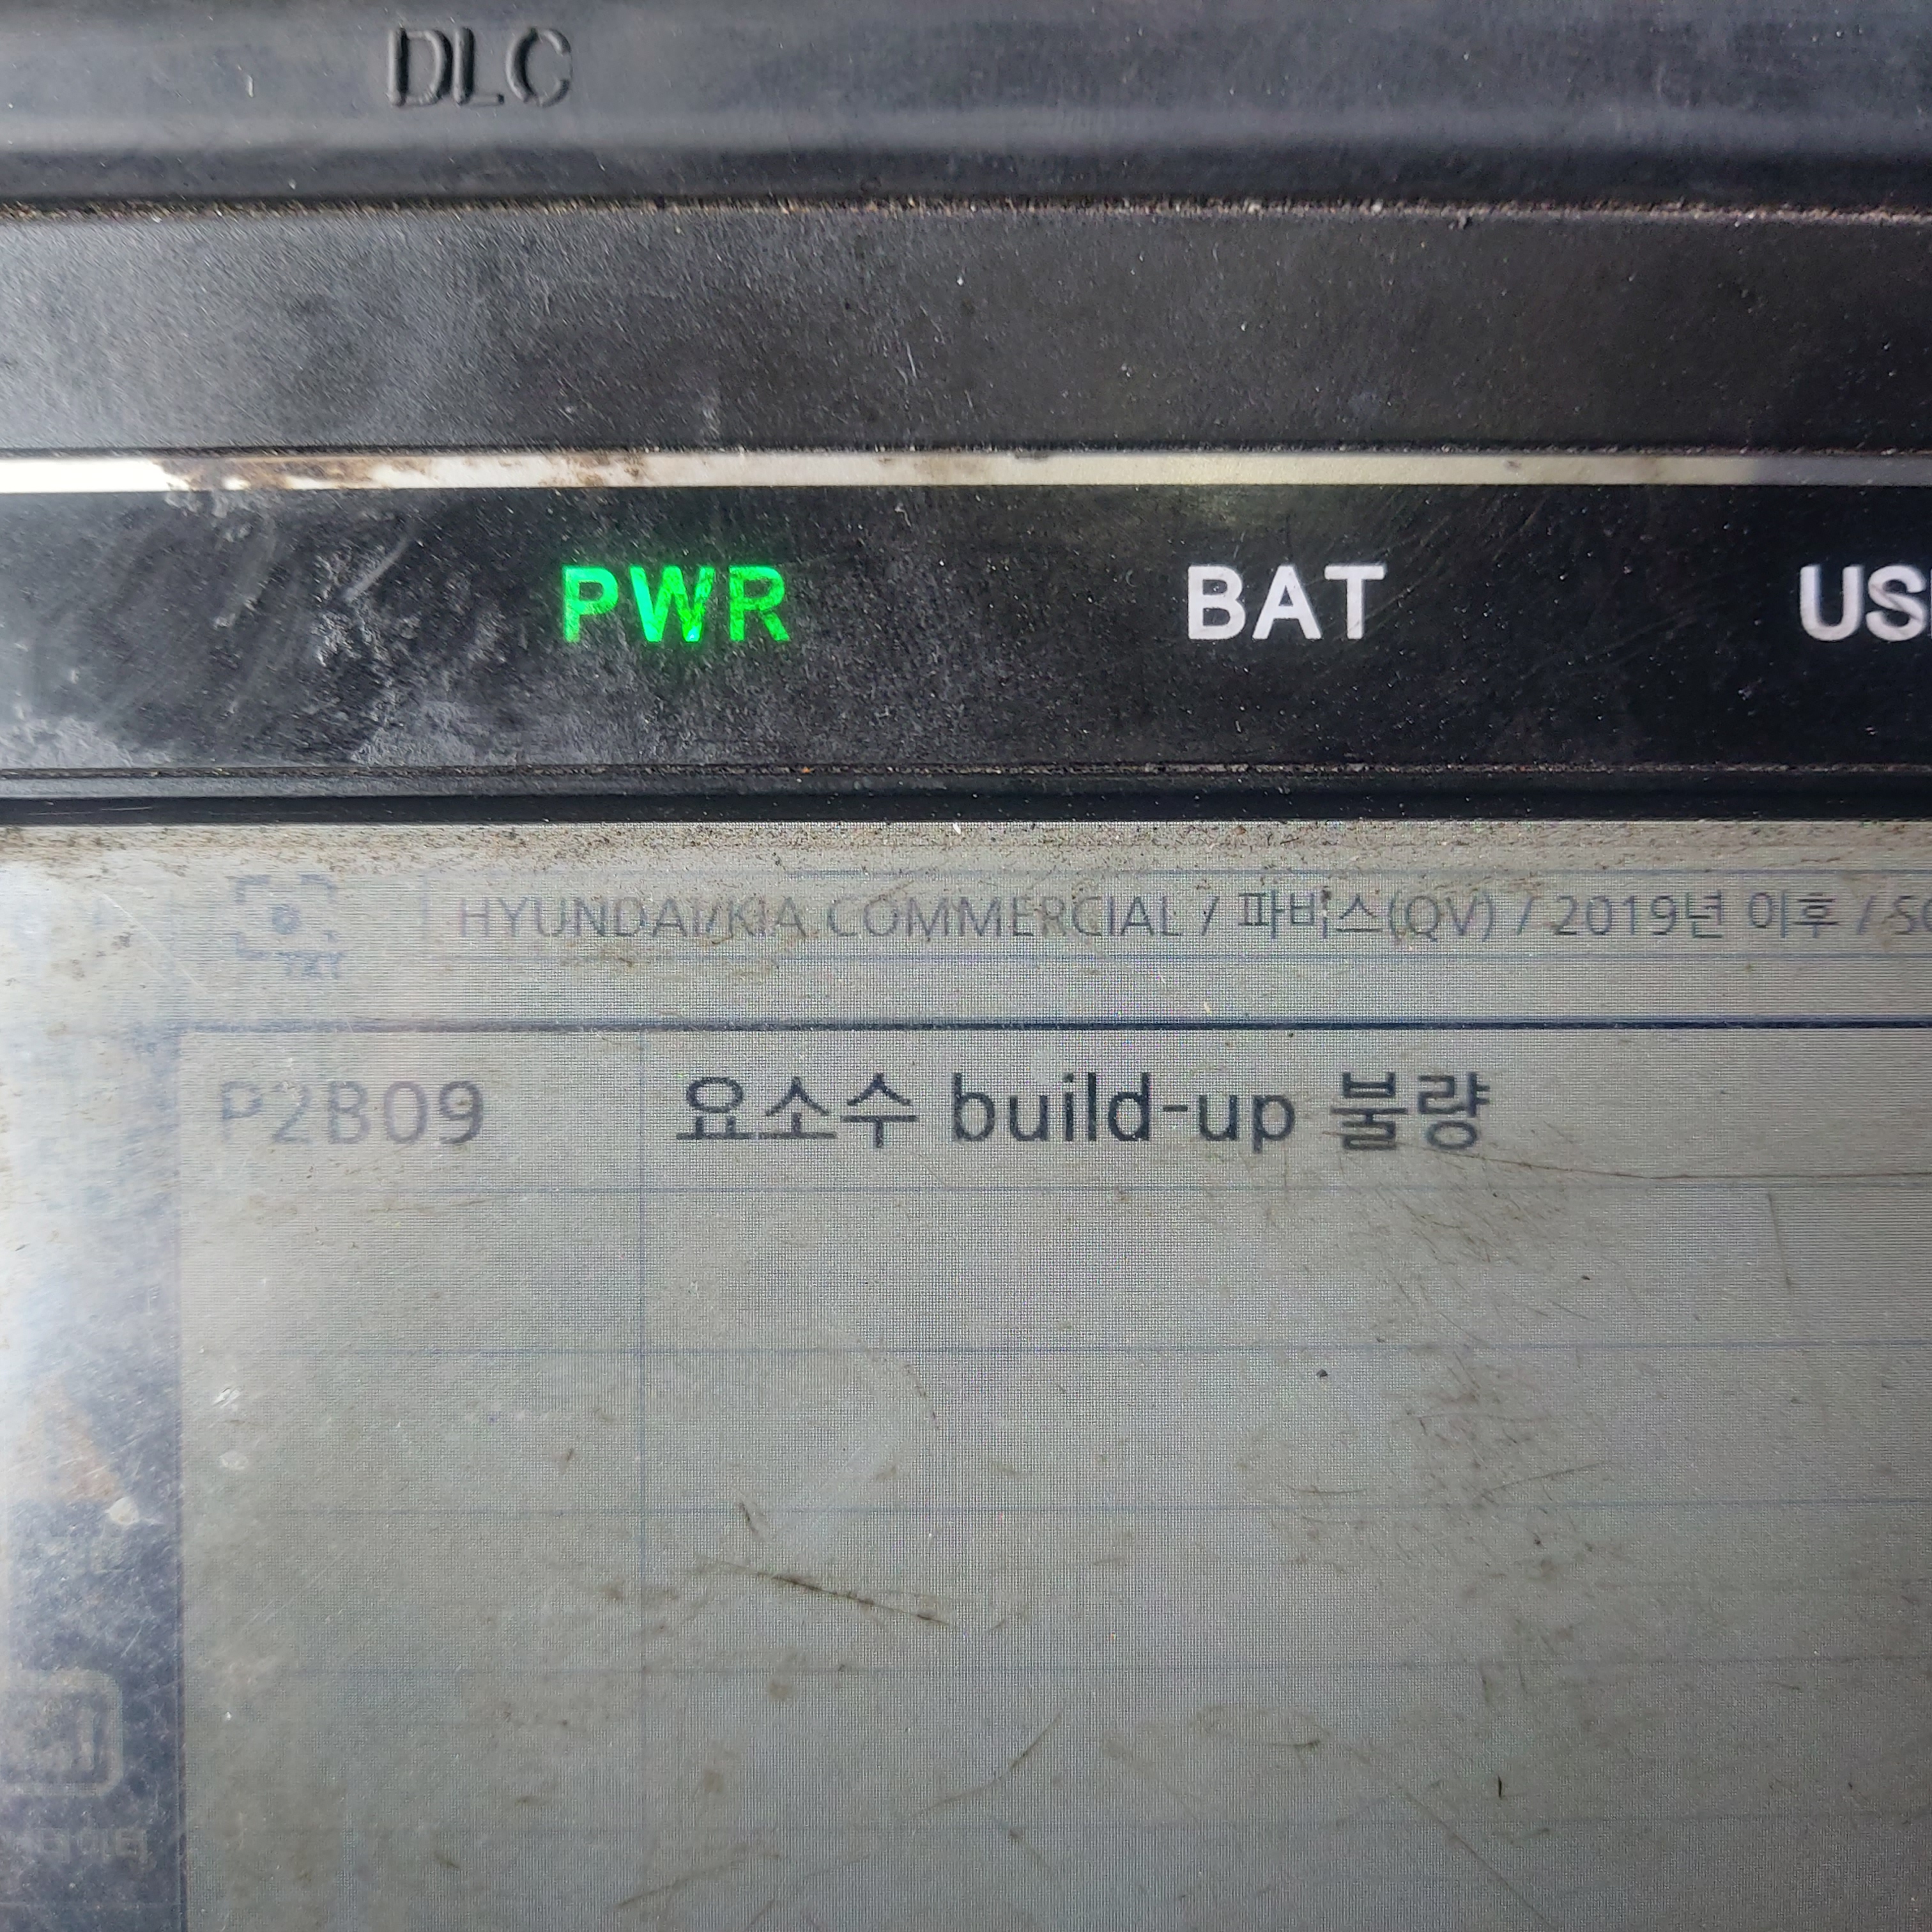 DLC
PWR BAT
HYUNDAI/KIA COMMERCIAL / 파비스(QV) / 2019년 이후 /
P2B09 요소수 build-up 불량